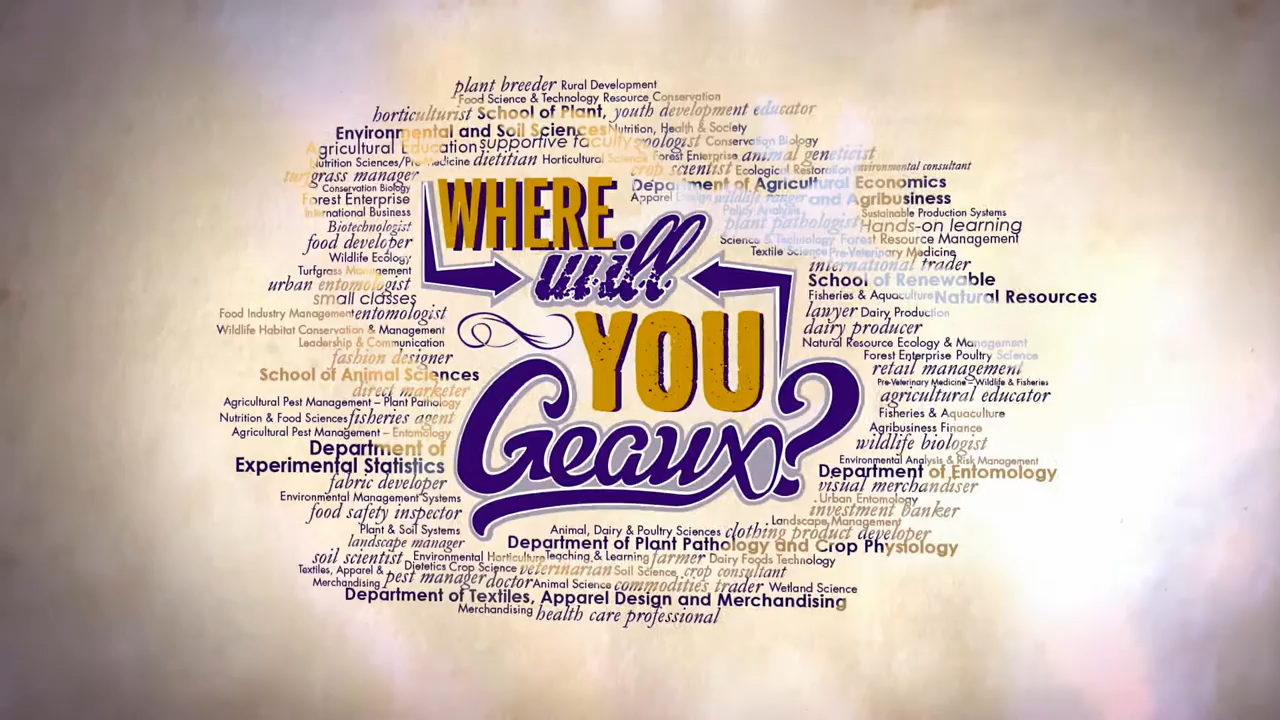 plant breeder Rural Development
Food Science & Technology Resource Conservation
horticulturist School of Plant, youth development educator
Environmental and Soil Sciences Nutrition, Health & Society
Agricultural Education supportive faculty zoologist Conservation Biology
Nutrition Sciences/Pre-Medicine dietitian Horticultural Science Forest Enterprise animal geneticist
turfgrass manager crop scientist Ecological Restoration environmental consultant
Conservation Biology Department of Agricultural Economics
Forest Enterprise Apparel Design wildlife ranger and Agribusiness
International Business Policy Analysis Sustainable Production Systems
Biotechnologist plant pathologist Hands-on learning
food developer Science & Technology Forest Resource Management
Wildlife Ecology Textile Science Pre-Veterinary Medicine
Turfgrass Management international trader
urban entomologist School of Renewable
small classes Fisheries & Aquaculture Natural Resources
Food Industry Management entomologist lawyer Dairy Production
Wildlife Habitat Conservation & Management dairy producer
Leadership & Communication Natural Resource Ecology & Management
fashion designer Forest Enterprise Poultry Science
School of Animal Sciences retail management
direct marketer Pre-Veterinary Medicine – Wildlife & Fisheries
Agricultural Pest Management – Plant Pathology agricultural educator
Nutrition & Food Sciences fisheries agent Fisheries & Aquaculture
Agricultural Pest Management – Entomology Agribusiness Finance
Department of wildlife biologist
Experimental Statistics Environmental Analysis & Risk Management
fabric developer Department of Entomology
Environmental Management Systems visual merchandiser
food safety inspector Urban Entomology
Plant & Soil Systems investment banker
landscape manager Landscape Management
WHERE
will
YOU
Geaux?
Animal, Dairy & Poultry Sciences clothing product developer
Department of Plant Pathology and Crop Physiology
soil scientist Environmental Horticulture Teaching & Learning farmer Dairy Foods Technology
Textiles, Apparel & Dietetics Crop Science veterinarian Soil Science, crop consultant
Merchandising pest manager doctor Animal Science commodities trader Wetland Science
Department of Textiles, Apparel Design and Merchandising
Merchandising health care professional